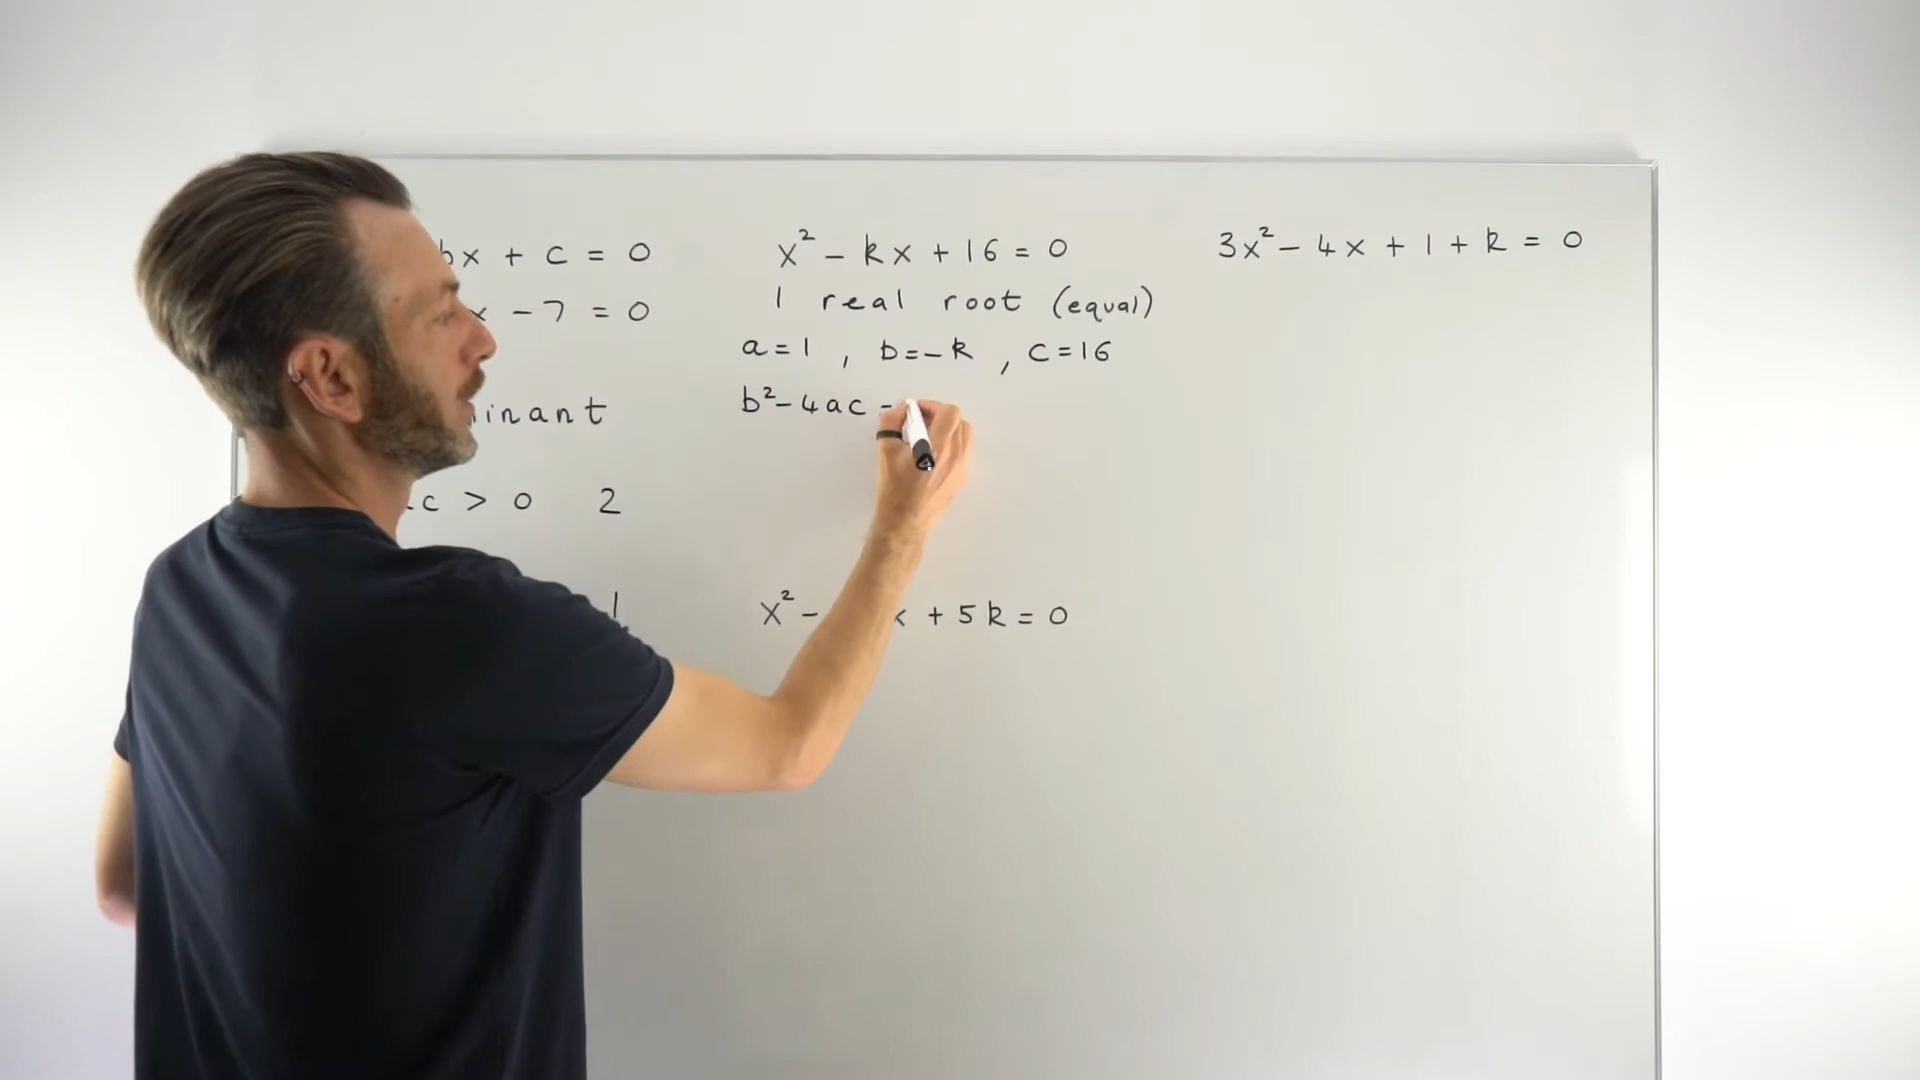 bx + c = 0
x - 7 = 0
minant
c > 0 2
1
x² - kx + 16 = 0
1 real root (equal)
a = 1 , b = -k , c = 16
b² - 4ac =
x² - x + 5k = 0
3x² - 4x + 1 + k = 0